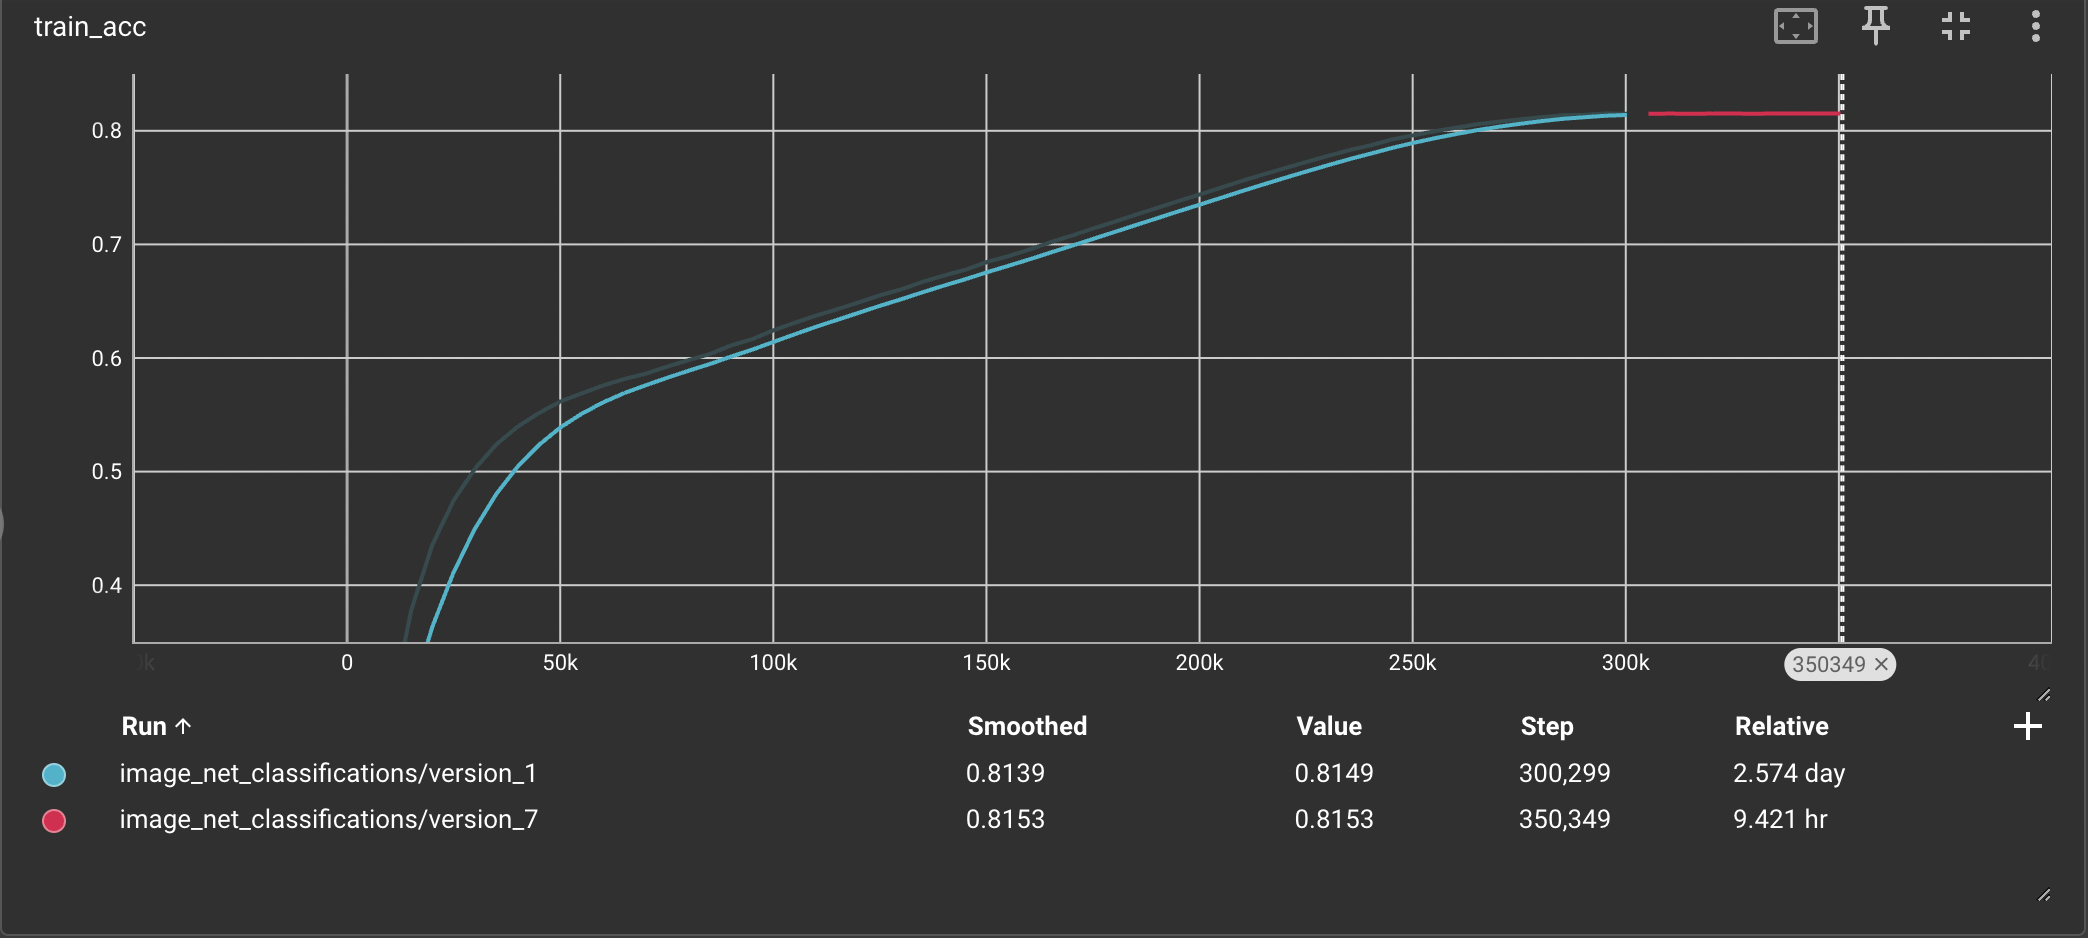 train_acc
0.8
0.7
0.6
0.5
0.4
0 50k 100k 150k 200k 250k 300k 350349 ×
Run ↑ Smoothed Value Step Relative
image_net_classifications/version_1 0.8139 0.8149 300,299 2.574 day
image_net_classifications/version_7 0.8153 0.8153 350,349 9.421 hr